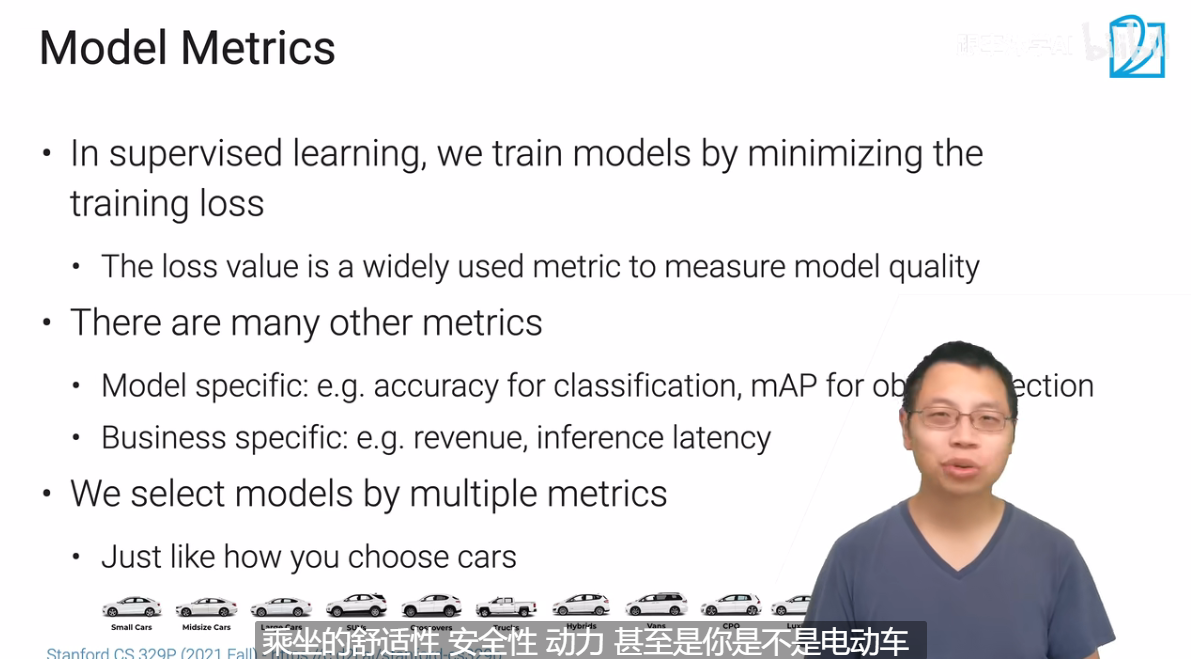 Model Metrics
bilibili
• In supervised learning, we train models by minimizing the
training loss
• The loss value is a widely used metric to measure model quality
• There are many other metrics
• Model specific: e.g. accuracy for classification, mAP for ob ection
• Business specific: e.g. revenue, inference latency
• We select models by multiple metrics
• Just like how you choose cars
Small Cars Midsize Cars Large Cars SUVs Crossovers Trucks Hybrids Vans CPO Lux
乘坐的舒适性 安全性 动力 甚至是你是不是电动车
Stanford CS 329P (2021 Fall) - https://c